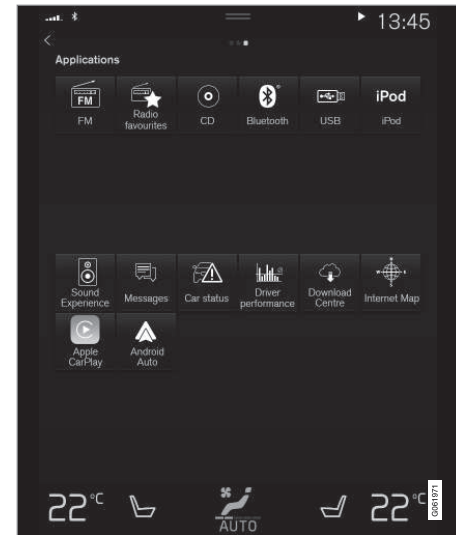 13:45
Applications
FM
iPod
FM
Radio
favourites
CD
Bluetooth
USB
iPod
Sound
Experience
Messages
Car status
Driver
performance
Download
Centre
Internet Map
Apple
CarPlay
Android
Auto
22°C
22°C
AUTO
G061971